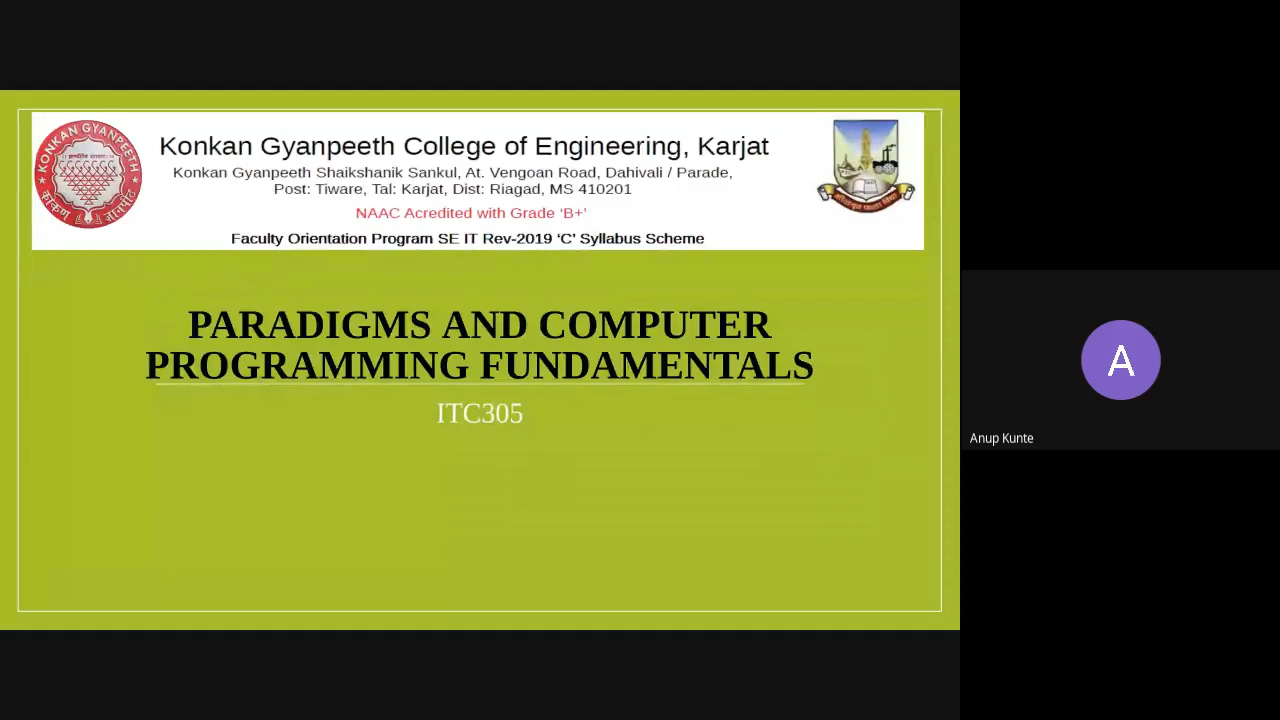 KONKAN GYANPEETH
Konkan Gyanpeeth College of Engineering, Karjat
Konkan Gyanpeeth Shaikshanik Sankul, At. Vengoan Road, Dahivali / Parade,
Post: Tiware, Tal: Karjat, Dist: Riagad, MS 410201
NAAC Acredited with Grade ‘B+’
Faculty Orientation Program SE IT Rev-2019 ‘C’ Syllabus Scheme
PARADIGMS AND COMPUTER
PROGRAMMING FUNDAMENTALS
ITC305
A
Anup Kunte